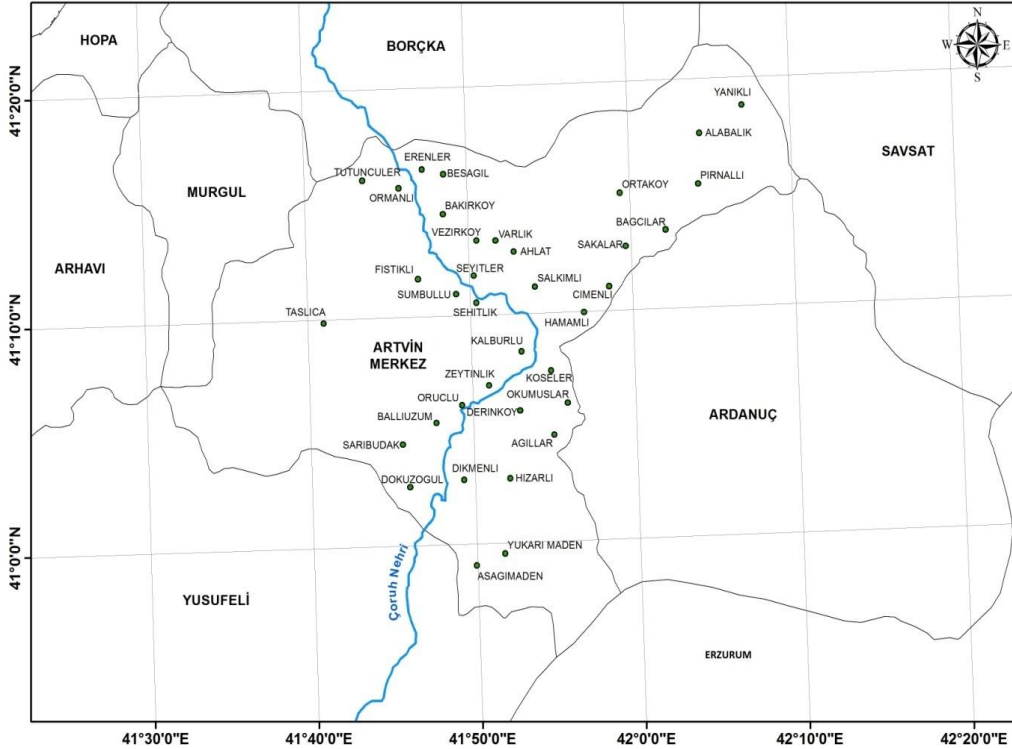 HOPA
BORÇKA
N
W
E
S
YANIKLI
ALABALIK
SAVSAT
ERENLER
TUTUNCULER
BESAGIL
ORMANLI
MURGUL
ORTAKOY
PIRNALLI
BAKIRKOY
BAGCILAR
VEZIRKOY
VARLIK
AHLAT
SAKALAR
ARHAVI
FISTIKLI
SEYITLER
SALKIMLI
SUMBULLU
CIMENLI
SEHITLIK
TASLICA
HAMAMLI
ARTVİN
MERKEZ
KALBURLU
ZEYTINLIK
KOSELER
ORUCLU
OKUMUSLAR
DERINKOY
BALLIUZUM
ARDANUÇ
SARIBUDAK
AGILLAR
DIKMENLI
DOKUZOGUL
HIZARLI
YUKARI MADEN
ASAGIMADEN
Çoruh Nehri
YUSUFELİ
ERZURUM
41°20'0"N
41°10'0"N
41°0'0"N
41°30'0"E
41°40'0"E
41°50'0"E
42°0'0"E
42°10'0"E
42°20'0"E